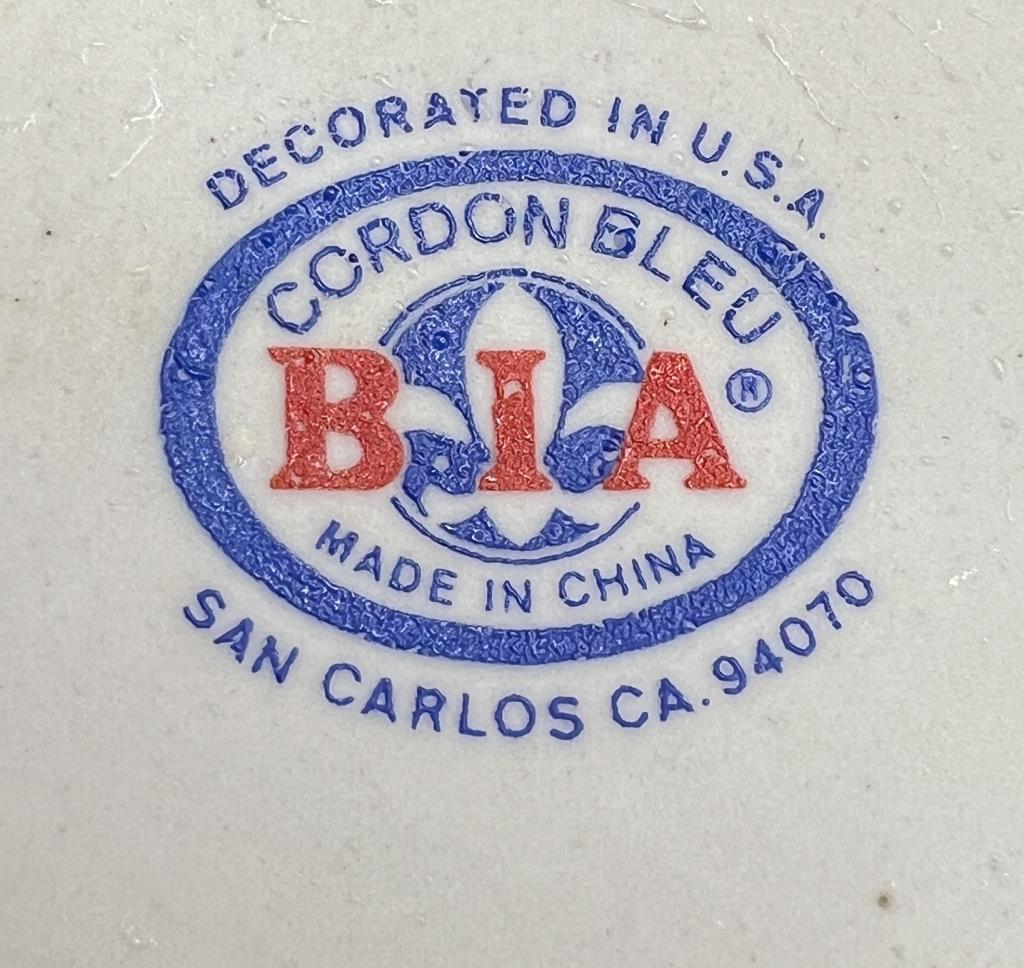 DECORATED IN U.S.A.
CORDON BLEU
BIA ®
MADE IN CHINA
SAN CARLOS CA. 94070